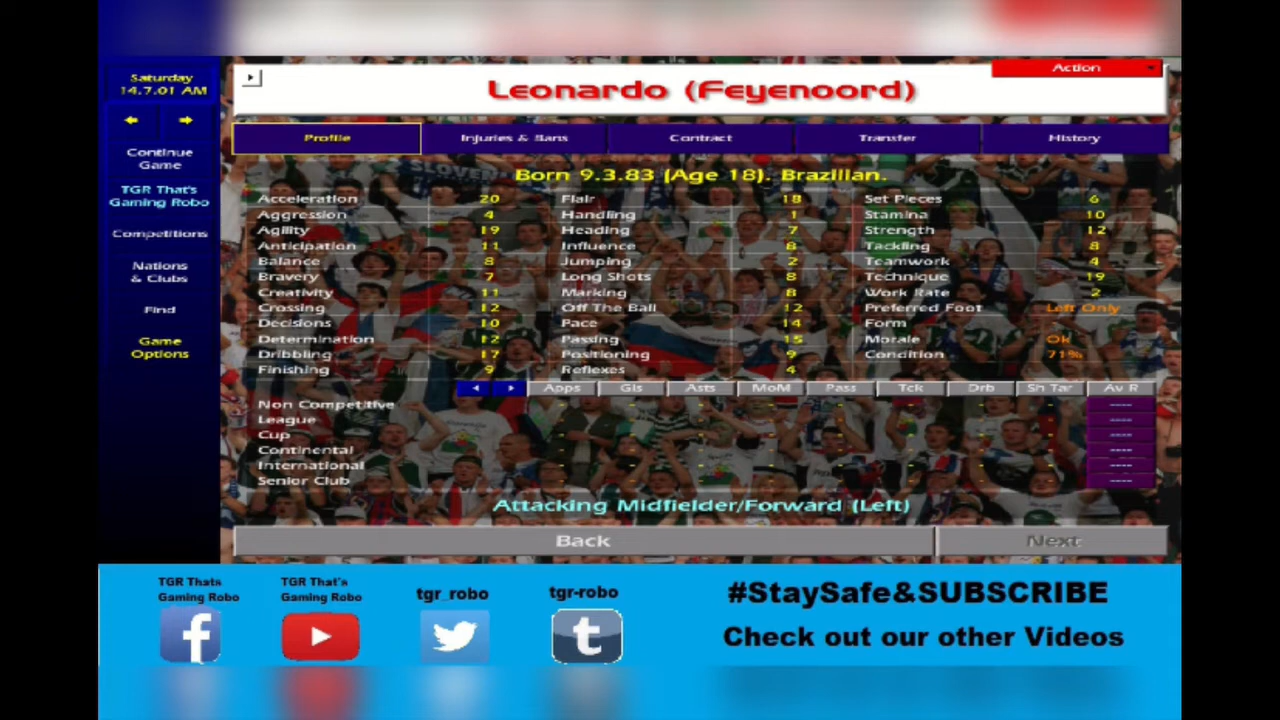 Saturday
14.7.01 AM
Continue
Game
TGR That's
Gaming Robo
Competitions
Nations
& Clubs
Find
Game
Options
Action
Leonardo (Feyenoord)
Profile Injuries & Bans Contract Transfer History
Born 9.3.83 (Age 18). Brazilian.
Acceleration 20 Flair 18 Set Pieces 6
Aggression 4 Handling 1 Stamina 10
Agility 19 Heading 7 Strength 12
Anticipation 11 Influence 8 Tackling 8
Balance 8 Jumping 2 Teamwork 4
Bravery 7 Long Shots 8 Technique 19
Creativity 11 Marking 8 Work Rate 2
Crossing 12 Off The Ball 12 Preferred Foot Left Only
Decisions 10 Pace 14 Form
Determination 12 Passing 15 Morale Ok
Dribbling 17 Positioning 9 Condition 71%
Finishing 9 Reflexes 4
Apps Gls Asts MoM Pass Tck Drb Sh Tar Av R
Non Competitive - - - - - - - - ----
League - - - - - - - - ----
Cup - - - - - - - - ----
Continental - - - - - - - - ----
International - - - - - - - - ----
Senior Club - - - - - - - - ----
Attacking Midfielder/Forward (Left)
Back Next
TGR Thats
Gaming Robo
TGR That's
Gaming Robo
tgr_robo
tgr-robo
#StaySafe&SUBSCRIBE
Check out our other Videos